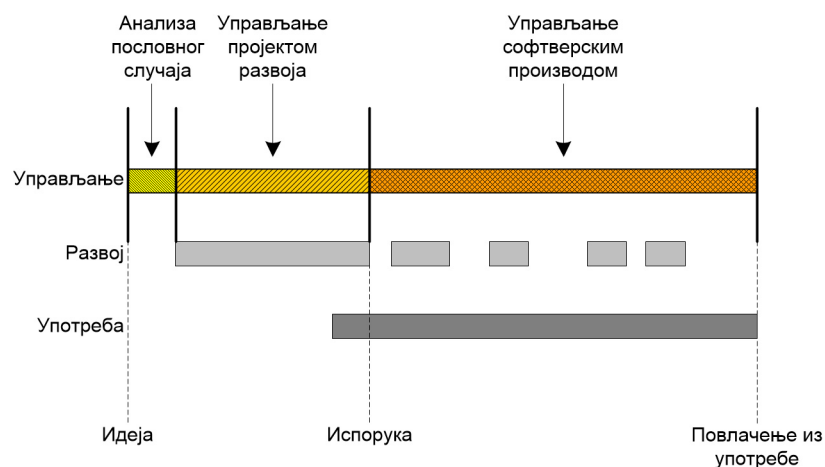 Анализа
пословног
случаја
Управљање
пројектом
развоја
Управљање
софтверским
производом
Управљање
Развој
Употреба
Идеја
Испорука
Повлачење из
употребе